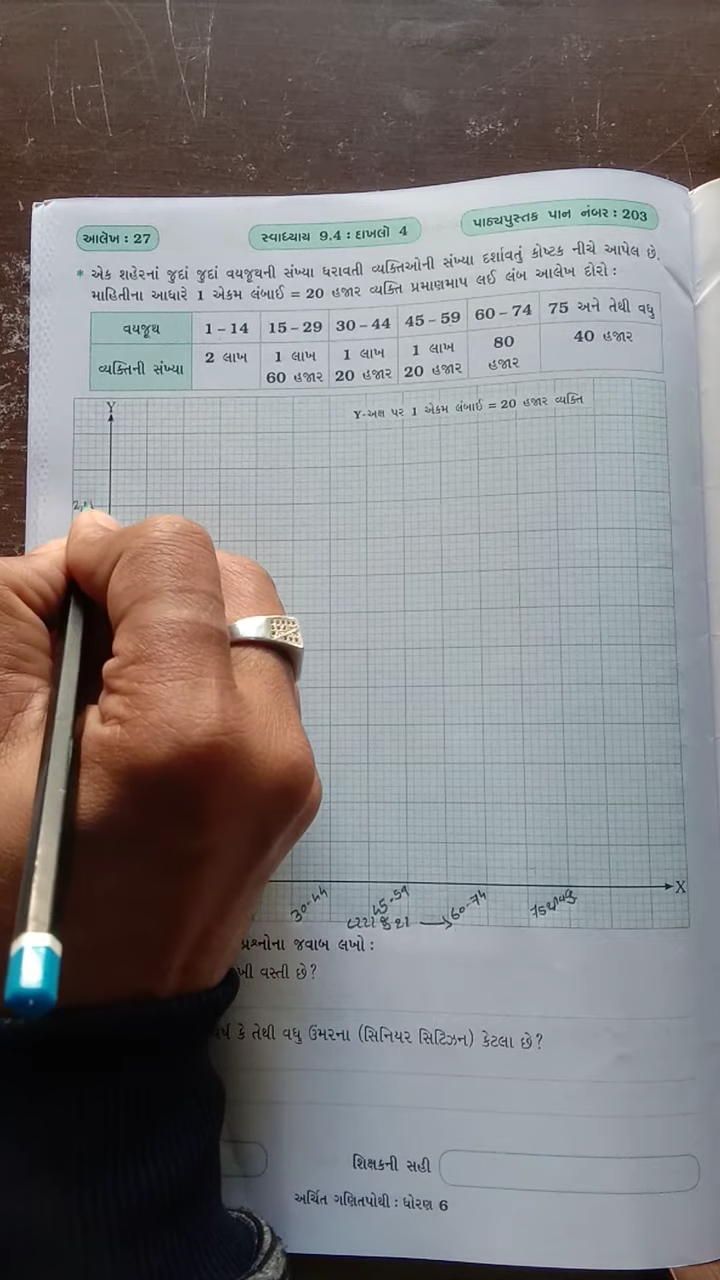 આલેખ : 27 સ્વાધ્યાય 9.4 : દાખલો 4 પાઠ્યપુસ્તક પાન નંબર : 203
* એક શહેરનાં જુદાં જુદાં વયજૂથની સંખ્યા ધરાવતી વ્યક્તિઓની સંખ્યા દર્શાવતું કોષ્ટક નીચે આપેલ છે.
માહિતીના આધારે 1 એકમ લંબાઈ = 20 હજાર વ્યક્તિ પ્રમાણમાપ લઈ લંબ આલેખ દોરો :
વયજૂથ 1 – 14 15 – 29 30 – 44 45 – 59 60 – 74 75 અને તેથી વધુ
વ્યક્તિની સંખ્યા 2 લાખ 1 લાખ 60 હજાર 1 લાખ 20 હજાર 1 લાખ 20 હજાર 80 હજાર 40 હજાર
Y
Y-અક્ષ પર 1 એકમ લંબાઈ = 20 હજાર વ્યક્તિ
X
30-44 45-59 60-74
પ્રશ્નોના જવાબ લખો :
વસ્તી છે ?
કે તેથી વધુ ઉંમરના (સિનિયર સિટિઝન) કેટલા છે ?
શિક્ષકની સહી
અર્ચિત ગણિતપોથી : ધોરણ 6